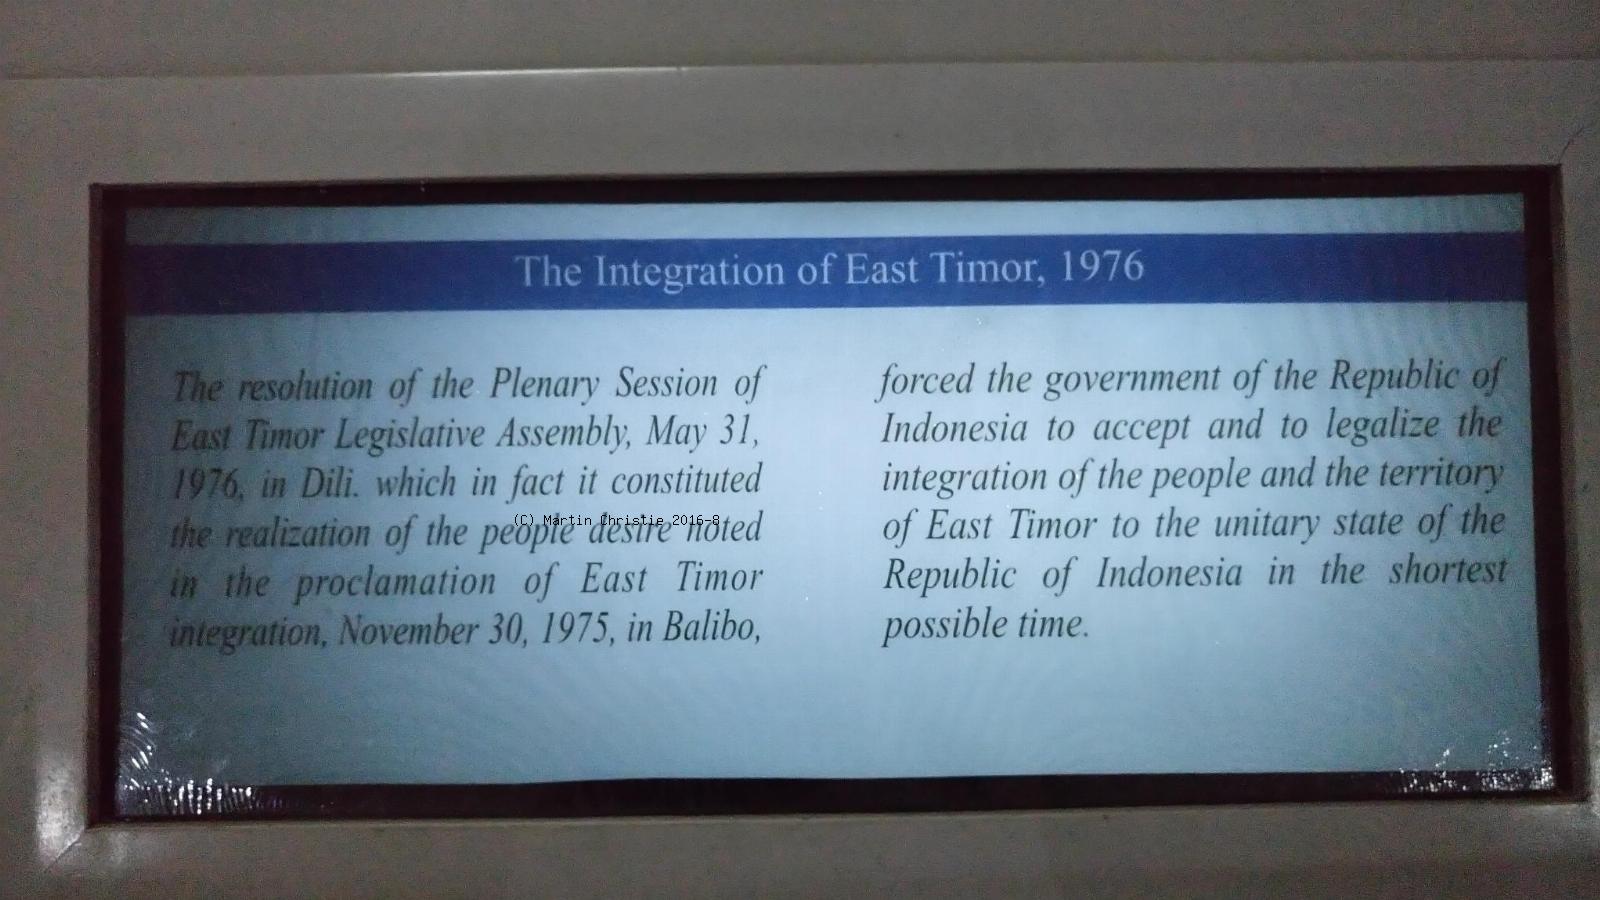 The Integration of East Timor, 1976
The resolution of the Plenary Session of
East Timor Legislative Assembly, May 31,
1976, in Dili. which in fact it constituted
the realization of the people desire noted
in the proclamation of East Timor
integration, November 30, 1975, in Balibo,
forced the government of the Republic of
Indonesia to accept and to legalize the
integration of the people and the territory
of East Timor to the unitary state of the
Republic of Indonesia in the shortest
possible time.
(C) Martin Christie 2016-8